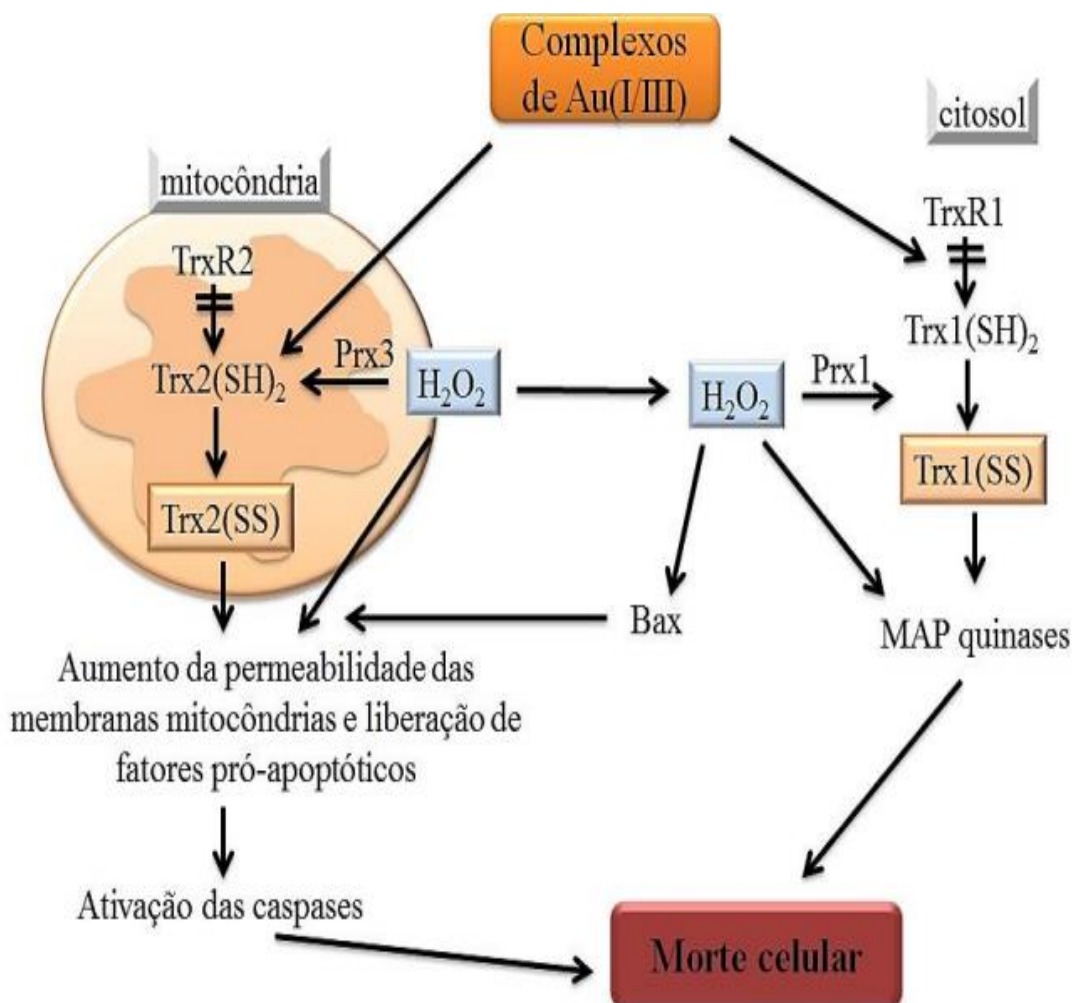 Complexos
de Au(I/III)
citosol
mitocôndria
TrxR1
TrxR2
Trx1(SH)₂
Prx3
Trx2(SH)₂
H₂O₂
H₂O₂
Prx1
Trx1(SS)
Trx2(SS)
Bax
MAP quinases
Aumento da permeabilidade das
membranas mitocôndrias e liberação de
fatores pró-apoptóticos
Ativação das caspases
Morte celular